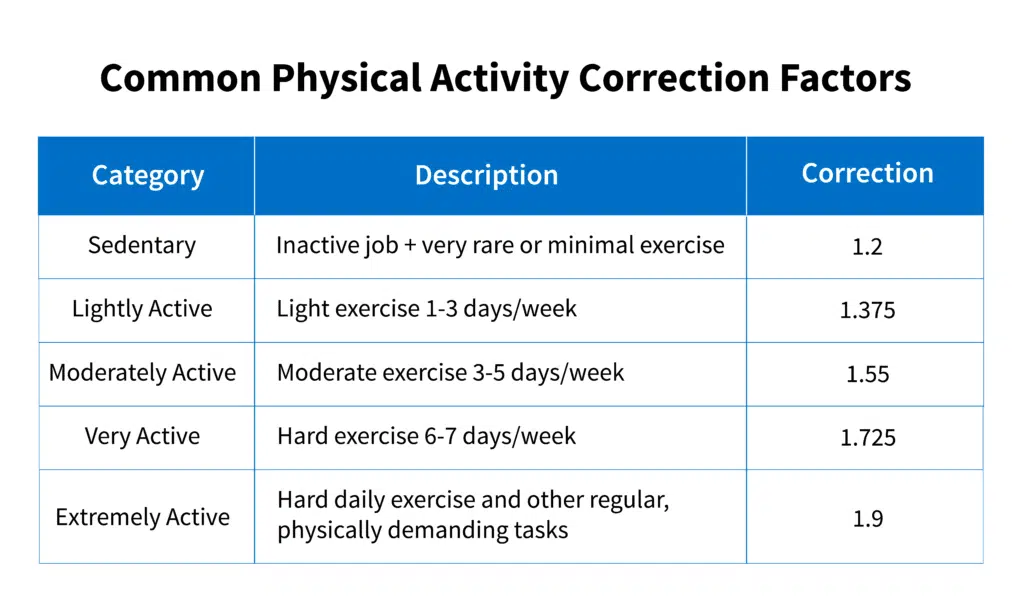 Common Physical Activity Correction Factors
Category Description Correction
Sedentary Inactive job + very rare or minimal exercise 1.2
Lightly Active Light exercise 1-3 days/week 1.375
Moderately Active Moderate exercise 3-5 days/week 1.55
Very Active Hard exercise 6-7 days/week 1.725
Extremely Active Hard daily exercise and other regular, 1.9
physically demanding tasks